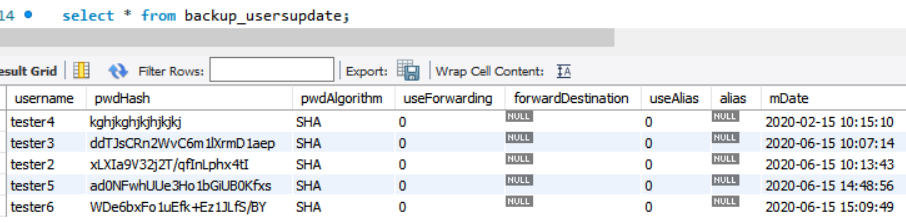 14 select * from backup_usersupdate;
esult Grid Filter Rows: Export: Wrap Cell Content:
username pwdHash pwdAlgorithm useForwarding forwardDestination useAlias alias mDate
tester4 kghjkghjkjhjkjkj SHA 0 NULL 0 NULL 2020-02-15 10:15:10
tester3 ddTJsCRn2WvC6m1lXrmD1aep SHA 0 NULL 0 NULL 2020-06-15 10:07:14
tester2 xLXIa9V32j2T/qfInLphx4tI SHA 0 NULL 0 NULL 2020-06-15 10:13:43
tester5 ad0NFwhUUe3Ho1bGiUB0Kfxs SHA 0 NULL 0 NULL 2020-06-15 14:48:56
tester6 WDe6bxFo1uEfk+Ez1JLfS/BY SHA 0 NULL 0 NULL 2020-06-15 15:09:49